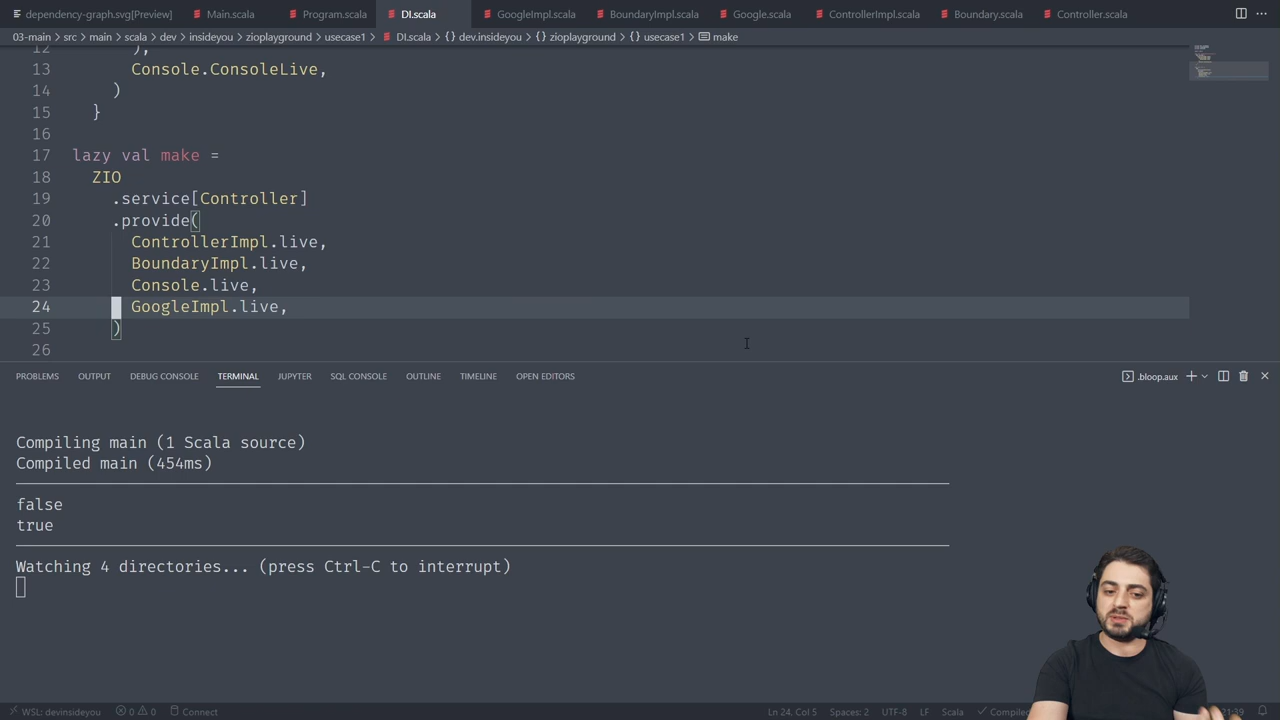 dependency-graph.svg[Preview] Main.scala Program.scala DI.scala GoogleImpl.scala BoundaryImpl.scala Google.scala ControllerImpl.scala Boundary.scala Controller.scala
03-main > src > main > scala > dev > insideyou > zioplayground > usecase1 > DI.scala > {} dev.insideyou > {} zioplayground > {} usecase1 > make
12 ),
13 Console.ConsoleLive,
14 )
15 }
16
17 lazy val make =
18 ZIO
19 .service[Controller]
20 .provide(
21 ControllerImpl.live,
22 BoundaryImpl.live,
23 Console.live,
24 GoogleImpl.live,
25 )
26
PROBLEMS OUTPUT DEBUG CONSOLE TERMINAL JUPYTER SQL CONSOLE OUTLINE TIMELINE OPEN EDITORS .bloop.aux
Compiling main (1 Scala source)
Compiled main (454ms)
false
true
Watching 4 directories... (press Ctrl-C to interrupt)
WSL: devinsideyou 0 0 Connect Ln 24, Col 5 Spaces: 2 UTF-8 LF Scala